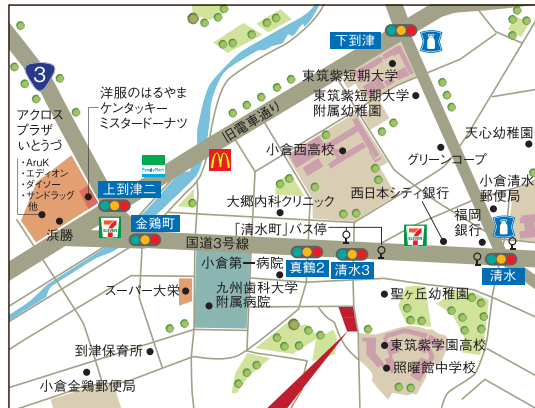 下到津
3
洋服のはるやま
ケンタッキー
ミスタードーナツ
アクロス
プラザ
いとうづ
・AruK
・エディオン
・ダイソー
・サンドラッグ
他
浜勝
上到津二
FamilyMart
旧電車通り
東筑紫短期大学
東筑紫短期大学
附属幼稚園
小倉西高校
グリーンコープ
天心幼稚園
小倉清水
郵便局
西日本シティ銀行
大郷内科クリニック
「清水町」バス停
福岡
銀行
金鶏町
国道3号線
7
ELEVEN
7
ELEVEN
真鶴2
清水3
清水
小倉第一病院
九州歯科大学
附属病院
スーパー大栄
聖ヶ丘幼稚園
東筑紫学園高校
照曜館中学校
到津保育所
小倉金鶏郵便局